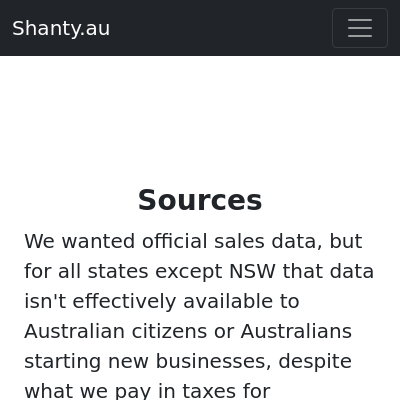 Shanty.au
Sources
We wanted official sales data, but
for all states except NSW that data
isn't effectively available to
Australian citizens or Australians
starting new businesses, despite
what we pay in taxes for